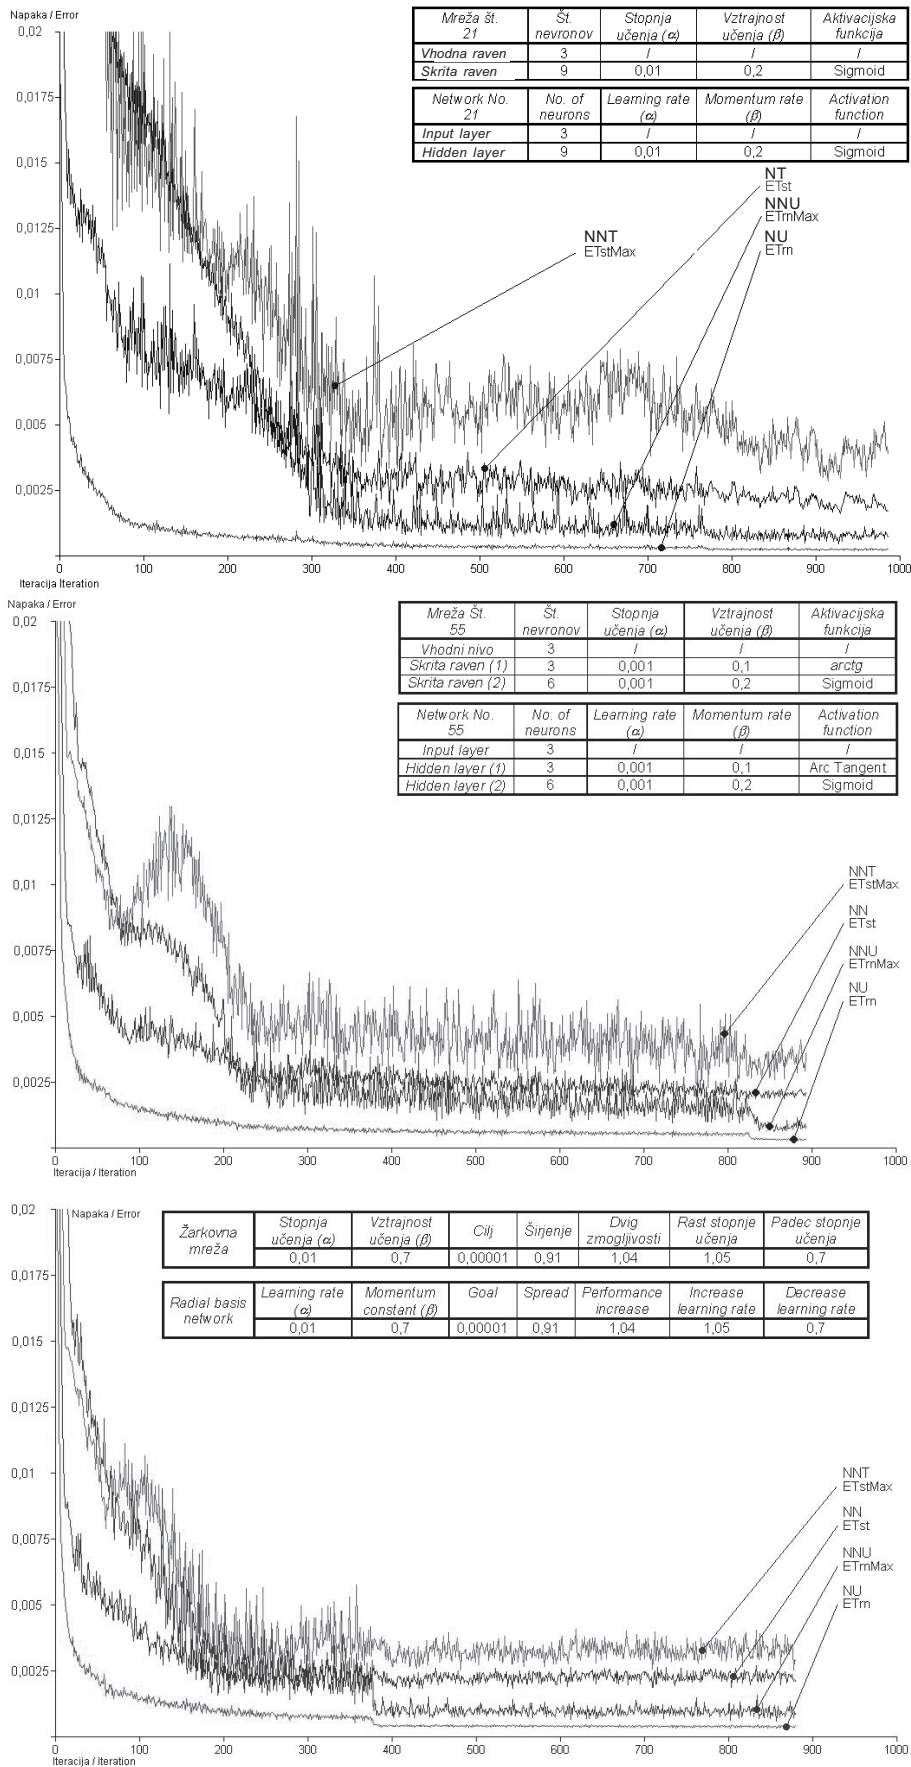 Napaka / Error
0,02
0,0175
0,015
0,0125
0,01
0,0075
0,005
0,0025
100 200 300 400 500 600 700 800 900 1000
Iteracija Iteration
Mreža št. 21 Št. nevronov Stopnja učenja (α) Vztrajnost učenja (β) Aktivacijska funkcija
Vhodna raven 3 / / /
Skrita raven 9 0,01 0,2 Sigmoid
Network No. 21 No. of neurons Learning rate (α) Momentum rate (β) Activation function
Input layer 3 / / /
Hidden layer 9 0,01 0,2 Sigmoid
NT
ETst
NNU
ETrnMax
NU
ETrn
NNT
ETstMax
Napaka / Error
0,02
0,0175
0,015
0,0125
0,01
0,0075
0,005
0,0025
0 100 200 300 400 500 600 700 800 900 1000
Iteracija / Iteration
Mreža Št. 55 Št. nevronov Stopnja učenja (α) Vztrajnost učenja (β) Aktivacijska funkcija
Vhodni nivo 3 / / /
Skrita raven (1) 3 0,001 0,1 arctg
Skrita raven (2) 6 0,001 0,2 Sigmoid
Network No. 55 No. of neurons Learning rate (α) Momentum rate (β) Activation function
Input layer 3 / / /
Hidden layer (1) 3 0,001 0,1 Arc Tangent
Hidden layer (2) 6 0,001 0,2 Sigmoid
NNT
ETstMax
NN
ETst
NNU
ETrnMax
NU
ETrn
Napaka / Error
0,02
0,0175
0,015
0,0125
0,01
0,0075
0,005
0,0025
0 100 200 300 400 500 600 700 800 900 1000
Iteracija / Iteration
Žarkovna mreža Stopnja učenja (α) Vztrajnost učenja (β) Cilj Širjenje Dvig zmogljivosti Rast stopnje učenja Padec stopnje učenja
0,01 0,7 0,00001 0,91 1,04 1,05 0,7
Radial basis network Learning rate (α) Momentum constant (β) Goal Spread Performance increase Increase learning rate Decrease learning rate
0,01 0,7 0,00001 0,91 1,04 1,05 0,7
NNT
ETstMax
NN
ETst
NNU
ETrnMax
NU
ETrn